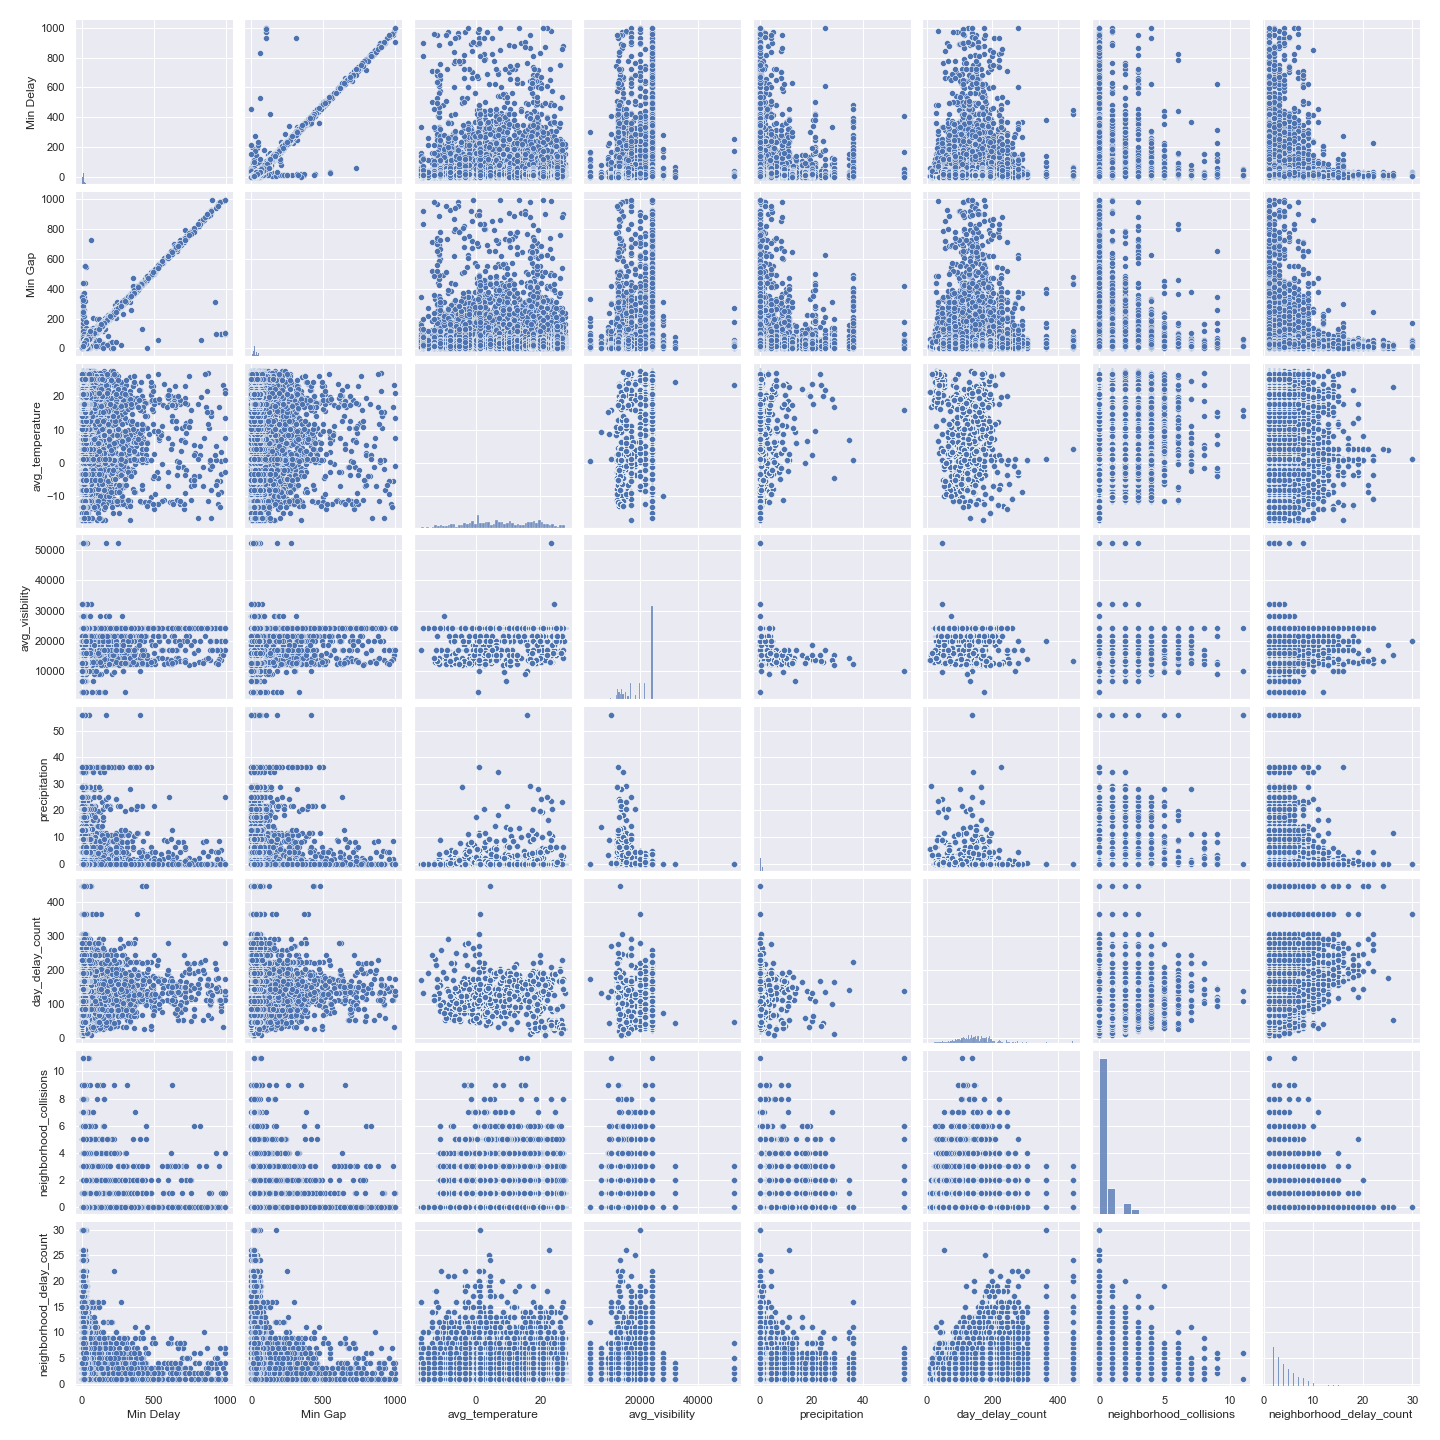 1000
800
600
400
200
0
Min Delay
1000
800
600
400
200
0
Min Gap
20
10
0
−10
avg_temperature
50000
40000
30000
20000
10000
avg_visibility
50
40
30
20
10
0
precipitation
400
300
200
100
0
day_delay_count
10
8
6
4
2
0
neighborhood_collisions
30
25
20
15
10
5
0
neighborhood_delay_count
0 500 1000
Min Delay
0 500 1000
Min Gap
0 20
avg_temperature
20000 40000
avg_visibility
0 20 40
precipitation
0 200 400
day_delay_count
0 5 10
neighborhood_collisions
0 10 20 30
neighborhood_delay_count